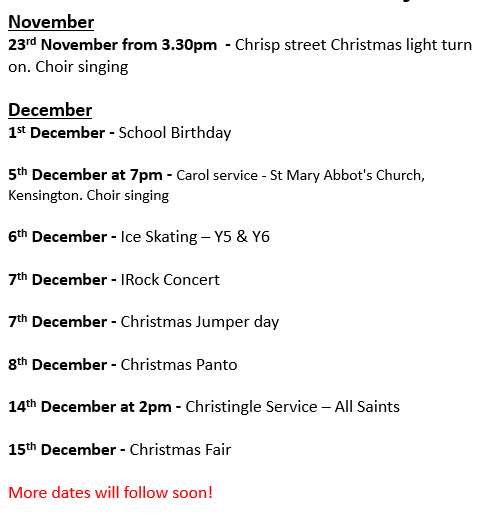 November
23rd November from 3.30pm - Chrisp street Christmas light turn
on. Choir singing
December
1st December - School Birthday
5th December at 7pm - Carol service - St Mary Abbot's Church,
Kensington. Choir singing
6th December - Ice Skating – Y5 & Y6
7th December - IRock Concert
7th December - Christmas Jumper day
8th December - Christmas Panto
14th December at 2pm - Christingle Service – All Saints
15th December - Christmas Fair
More dates will follow soon!